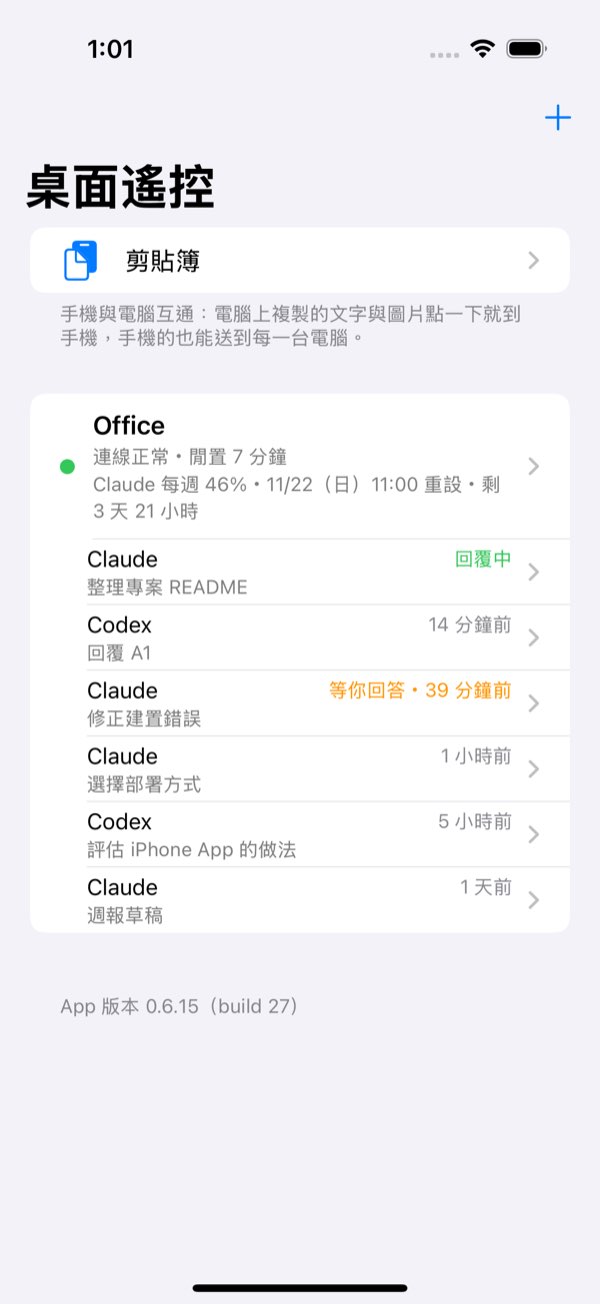 1:01
桌面遙控
剪貼簿
手機與電腦互通：電腦上複製的文字與圖片點一下就到
手機，手機的也能送到每一台電腦。
Office
連線正常・閒置 7 分鐘
Claude 每週 46%・11/22（日）11:00 重設・剩
3 天 21 小時
Claude 回覆中
整理專案 README
Codex 14 分鐘前
回覆 A1
Claude 等你回答・39 分鐘前
修正建置錯誤
Claude 1 小時前
選擇部署方式
Codex 5 小時前
評估 iPhone App 的做法
Claude 1 天前
週報草稿
App 版本 0.6.15（build 27）